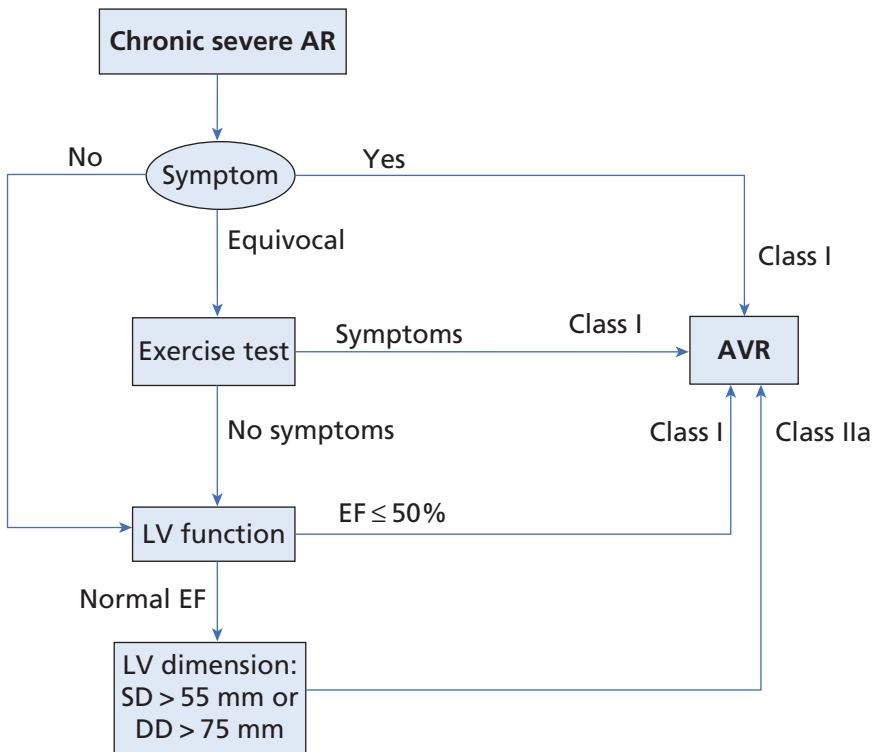 Chronic severe AR
No
Symptom
Yes
Equivocal
Class I
Exercise test
Symptoms
Class I
AVR
No symptoms
Class I
Class IIa
LV function
EF ≤ 50%
Normal EF
LV dimension:
SD > 55 mm or
DD > 75 mm